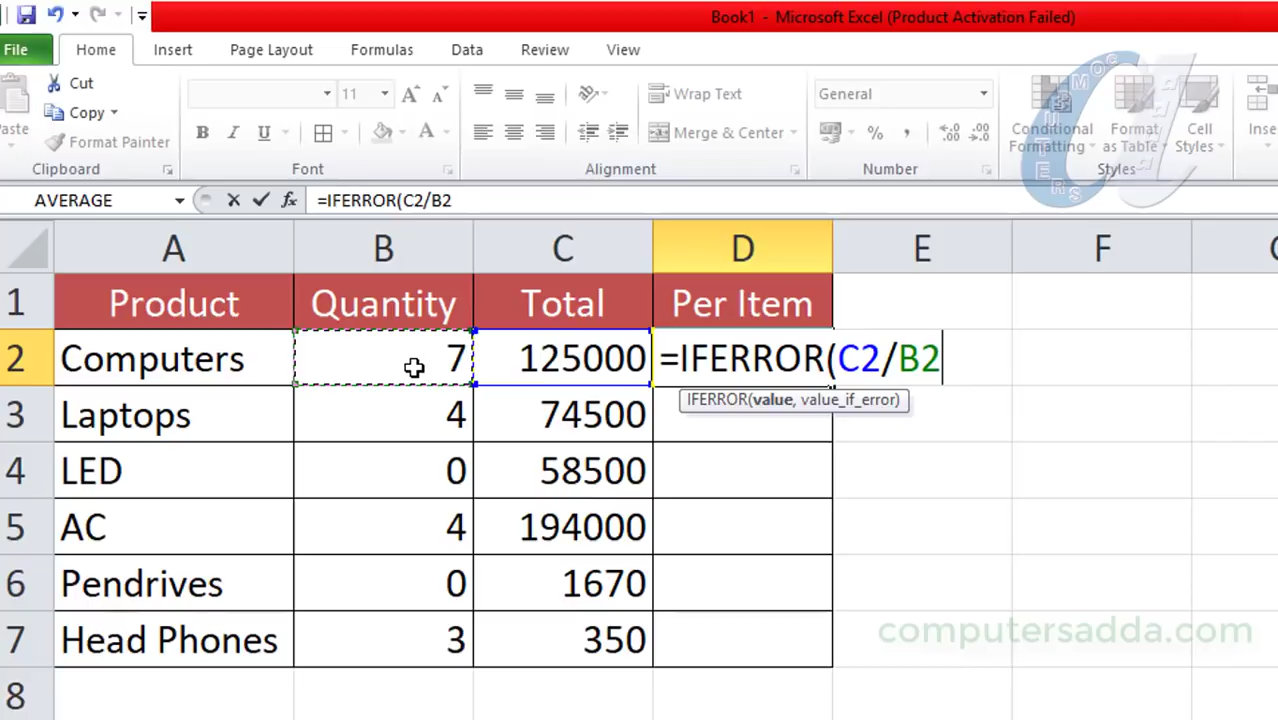 Book1 - Microsoft Excel (Product Activation Failed)
File Home Insert Page Layout Formulas Data Review View
Cut
Copy
Format Painter
Paste
11
Wrap Text
Merge & Center
General
Conditional Formatting
Format as Table
Cell Styles
Clipboard Font Alignment Number Styles
AVERAGE =IFERROR(C2/B2
A B C D E F
1 Product Quantity Total Per Item
2 Computers 7 125000 =IFERROR(C2/B2
IFERROR(value, value_if_error)
3 Laptops 4 74500
4 LED 0 58500
5 AC 4 194000
6 Pendrives 0 1670
7 Head Phones 3 350
computersadda.com
8